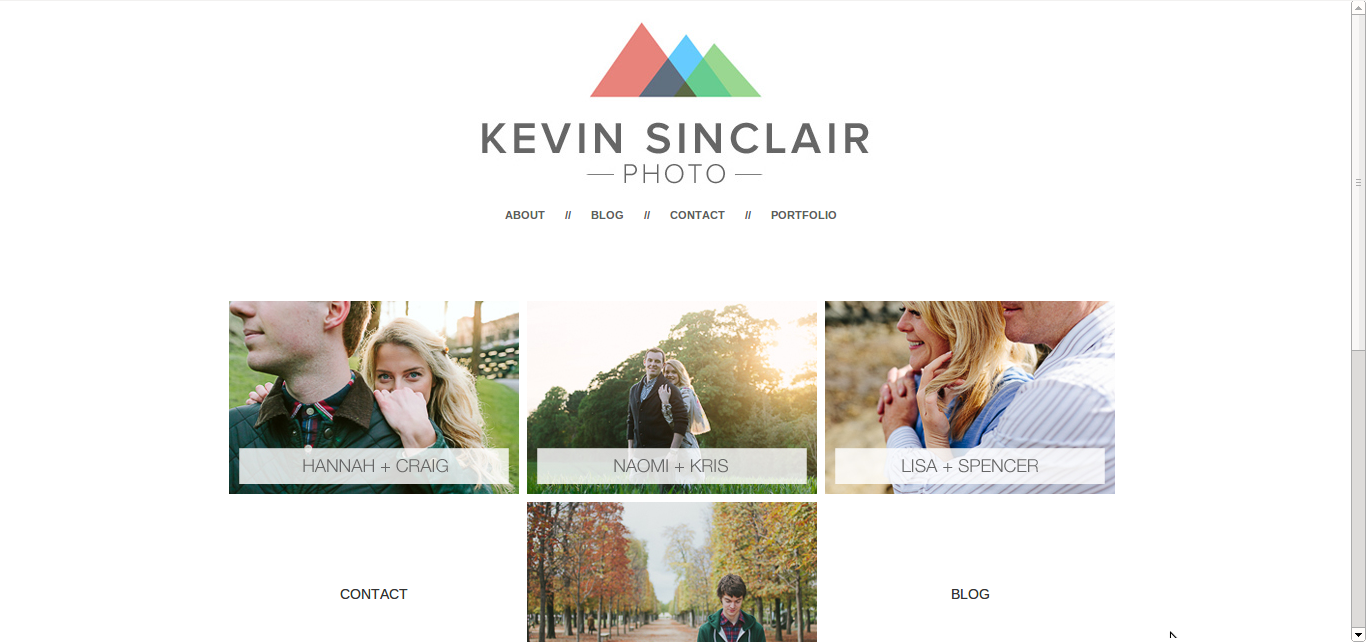 KEVIN SINCLAIR
PHOTO
ABOUT // BLOG // CONTACT // PORTFOLIO
HANNAH + CRAIG
NAOMI + KRIS
LISA + SPENCER
CONTACT
BLOG